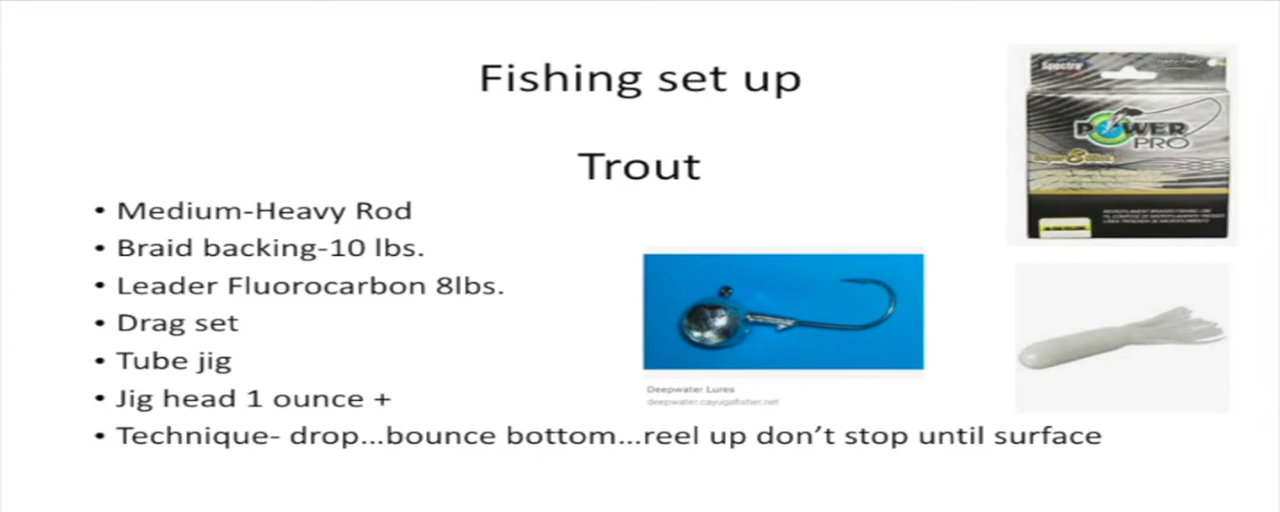 Fishing set up
Trout
• Medium-Heavy Rod
• Braid backing-10 lbs.
• Leader Fluorocarbon 8lbs.
• Drag set
• Tube jig
• Jig head 1 ounce +
• Technique- drop...bounce bottom...reel up don’t stop until surface
Spectra
POWER
PRO
Deepwater Lures
deepwater.cayugafisher.net